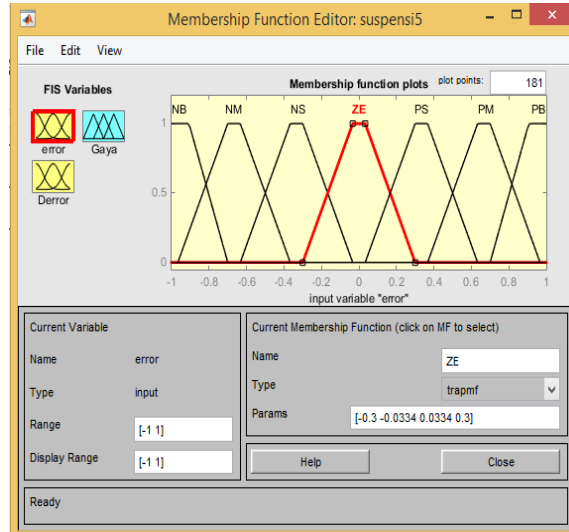 Membership Function Editor: suspensi5
File Edit View
FIS Variables
error
Gaya
Derror
Membership function plots
plot points:
181
NB NM NS ZE PS PM PB
1
0.5
0
-1 -0.8 -0.6 -0.4 -0.2 0 0.2 0.4 0.6 0.8 1
input variable "error"
Current Variable
Name error
Type input
Range [-1 1]
Display Range [-1 1]
Current Membership Function (click on MF to select)
Name ZE
Type trapmf
Params [-0.3 -0.0334 0.0334 0.3]
Help Close
Ready